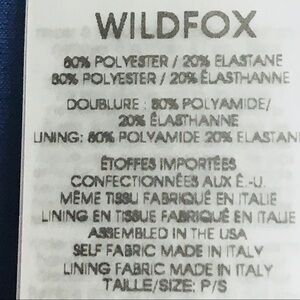 WILDFOX
80% POLYESTER / 20% ELASTANE
80% POLYESTER / 20% ÉLASTHANNE
DOUBLURE : 80% POLYAMIDE/
20% ÉLASTHANNE
LINING: 80% POLYAMIDE 20% ELASTAN
ÉTOFFES IMPORTÉES
CONFECTIONNÉES AUX É.-U.
MÊME TISSU FABRIQUÉ EN ITALIE
LINING EN TISSUE FABRIQUÉ EN ITALIE
ASSEMBLED IN THE USA
SELF FABRIC MADE IN ITALY
LINING FABRIC MADE IN ITALY
TAILLE/SIZE: P/S